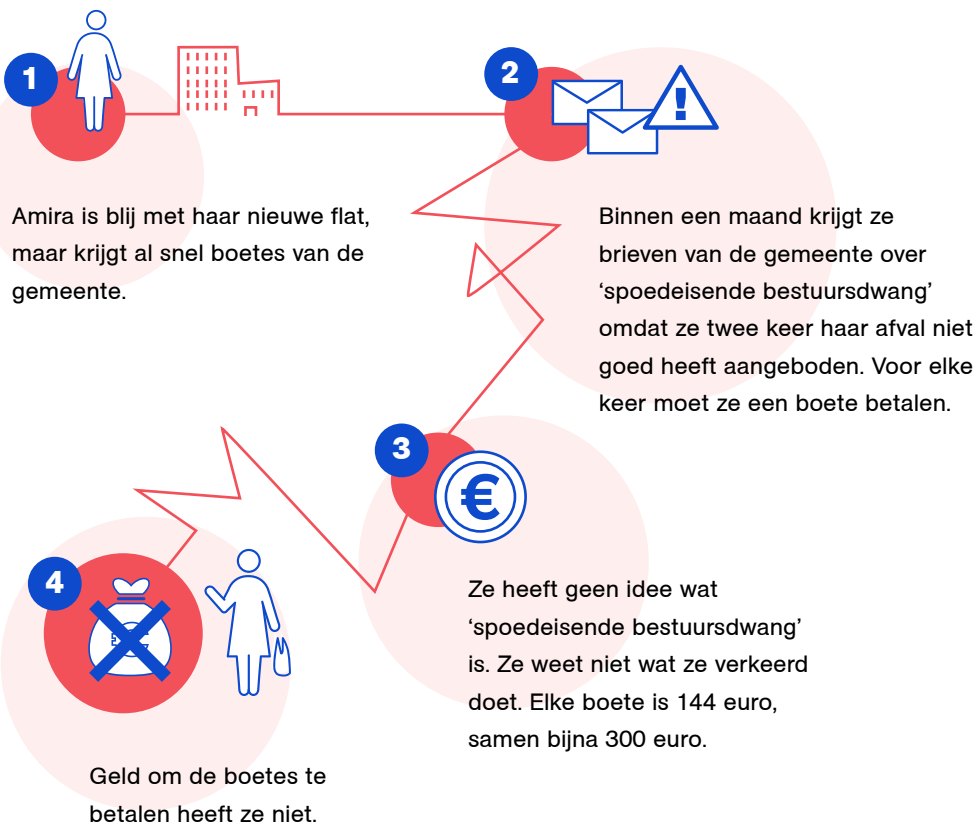 1
Amira is blij met haar nieuwe flat,
maar krijgt al snel boetes van de
gemeente.
2
!
Binnen een maand krijgt ze
brieven van de gemeente over
‘spoedeisende bestuursdwang’
omdat ze twee keer haar afval niet
goed heeft aangeboden. Voor elke
keer moet ze een boete betalen.
3
€
Ze heeft geen idee wat
‘spoedeisende bestuursdwang’
is. Ze weet niet wat ze verkeerd
doet. Elke boete is 144 euro,
samen bijna 300 euro.
4
Geld om de boetes te
betalen heeft ze niet.